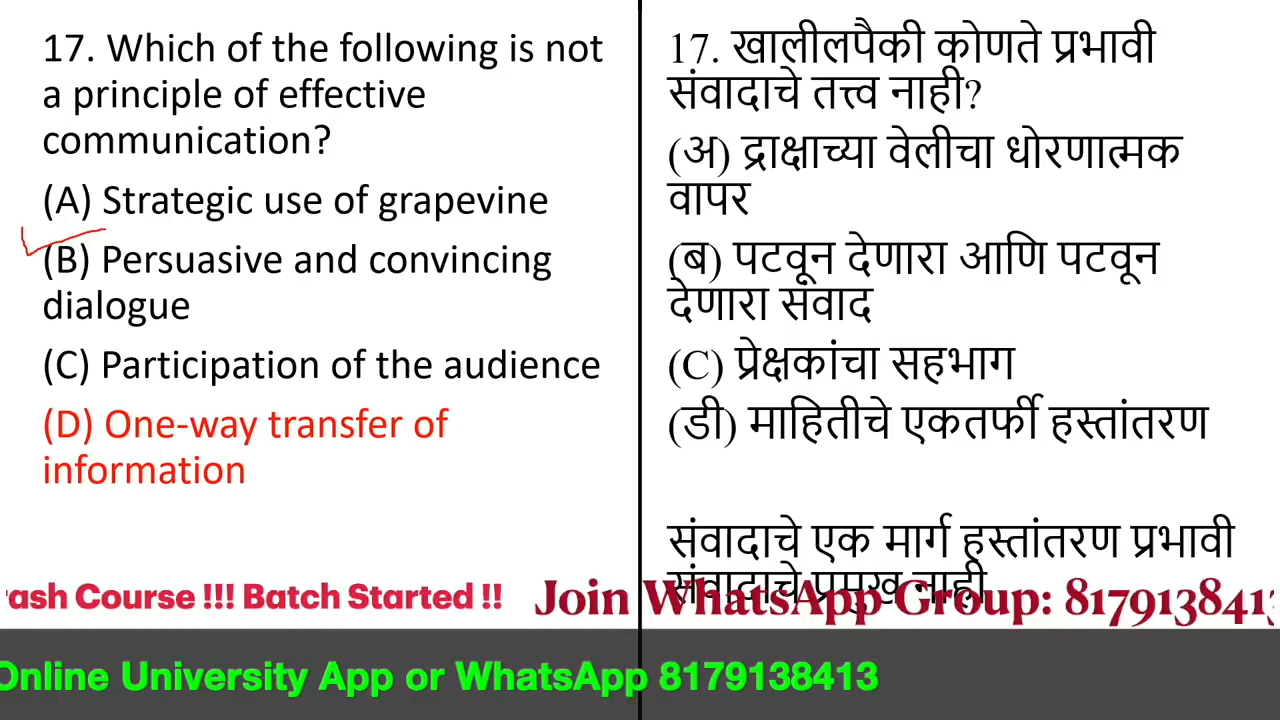 17. Which of the following is not
a principle of effective
communication?
(A) Strategic use of grapevine
(B) Persuasive and convincing
dialogue
(C) Participation of the audience
(D) One-way transfer of
information
17. खालीलपैकी कोणते प्रभावी
संवादाचे तत्त्व नाही?
(अ) द्राक्षाच्या वेलीचा धोरणात्मक
वापर
(ब) पटवून देणारा आणि पटवून
देणारा संवाद
(C) प्रेक्षकांचा सहभाग
(डी) माहितीचे एकतर्फी हस्तांतरण
संवादाचे एक मार्ग हस्तांतरण प्रभावी
संवादाचे प्रमुख नाही
ash Course !!! Batch Started !!
Join WhatsApp Group: 8179138413
Online University App or WhatsApp 8179138413